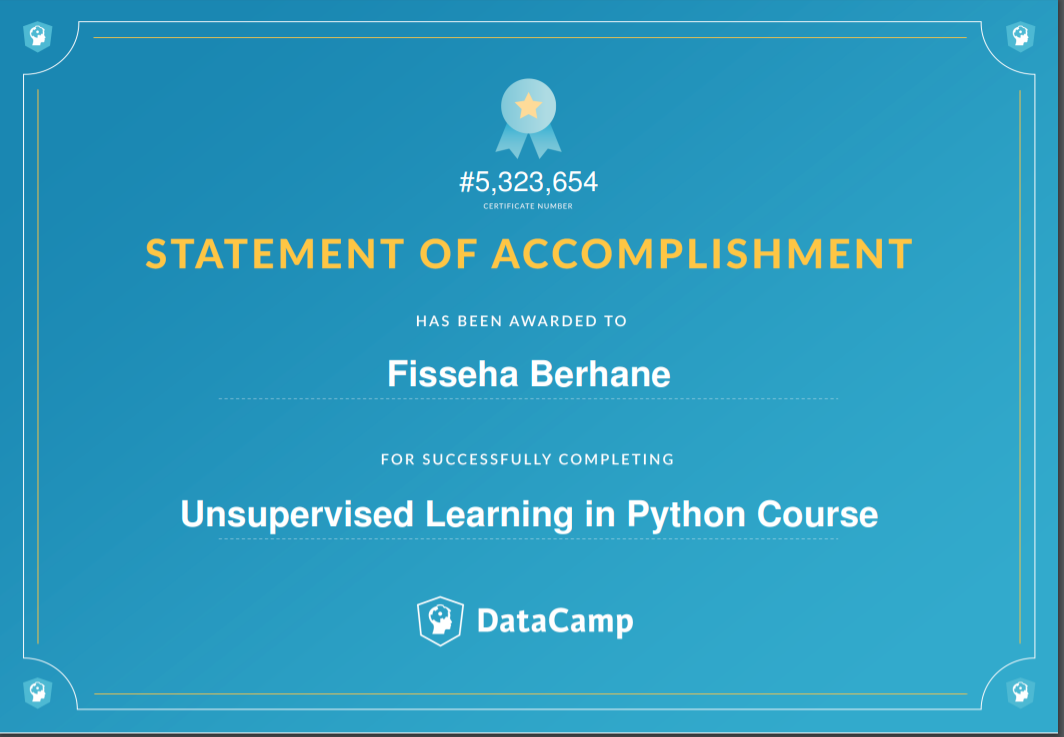 #5,323,654
CERTIFICATE NUMBER
STATEMENT OF ACCOMPLISHMENT
HAS BEEN AWARDED TO
Fisseha Berhane
FOR SUCCESSFULLY COMPLETING
Unsupervised Learning in Python Course
DataCamp